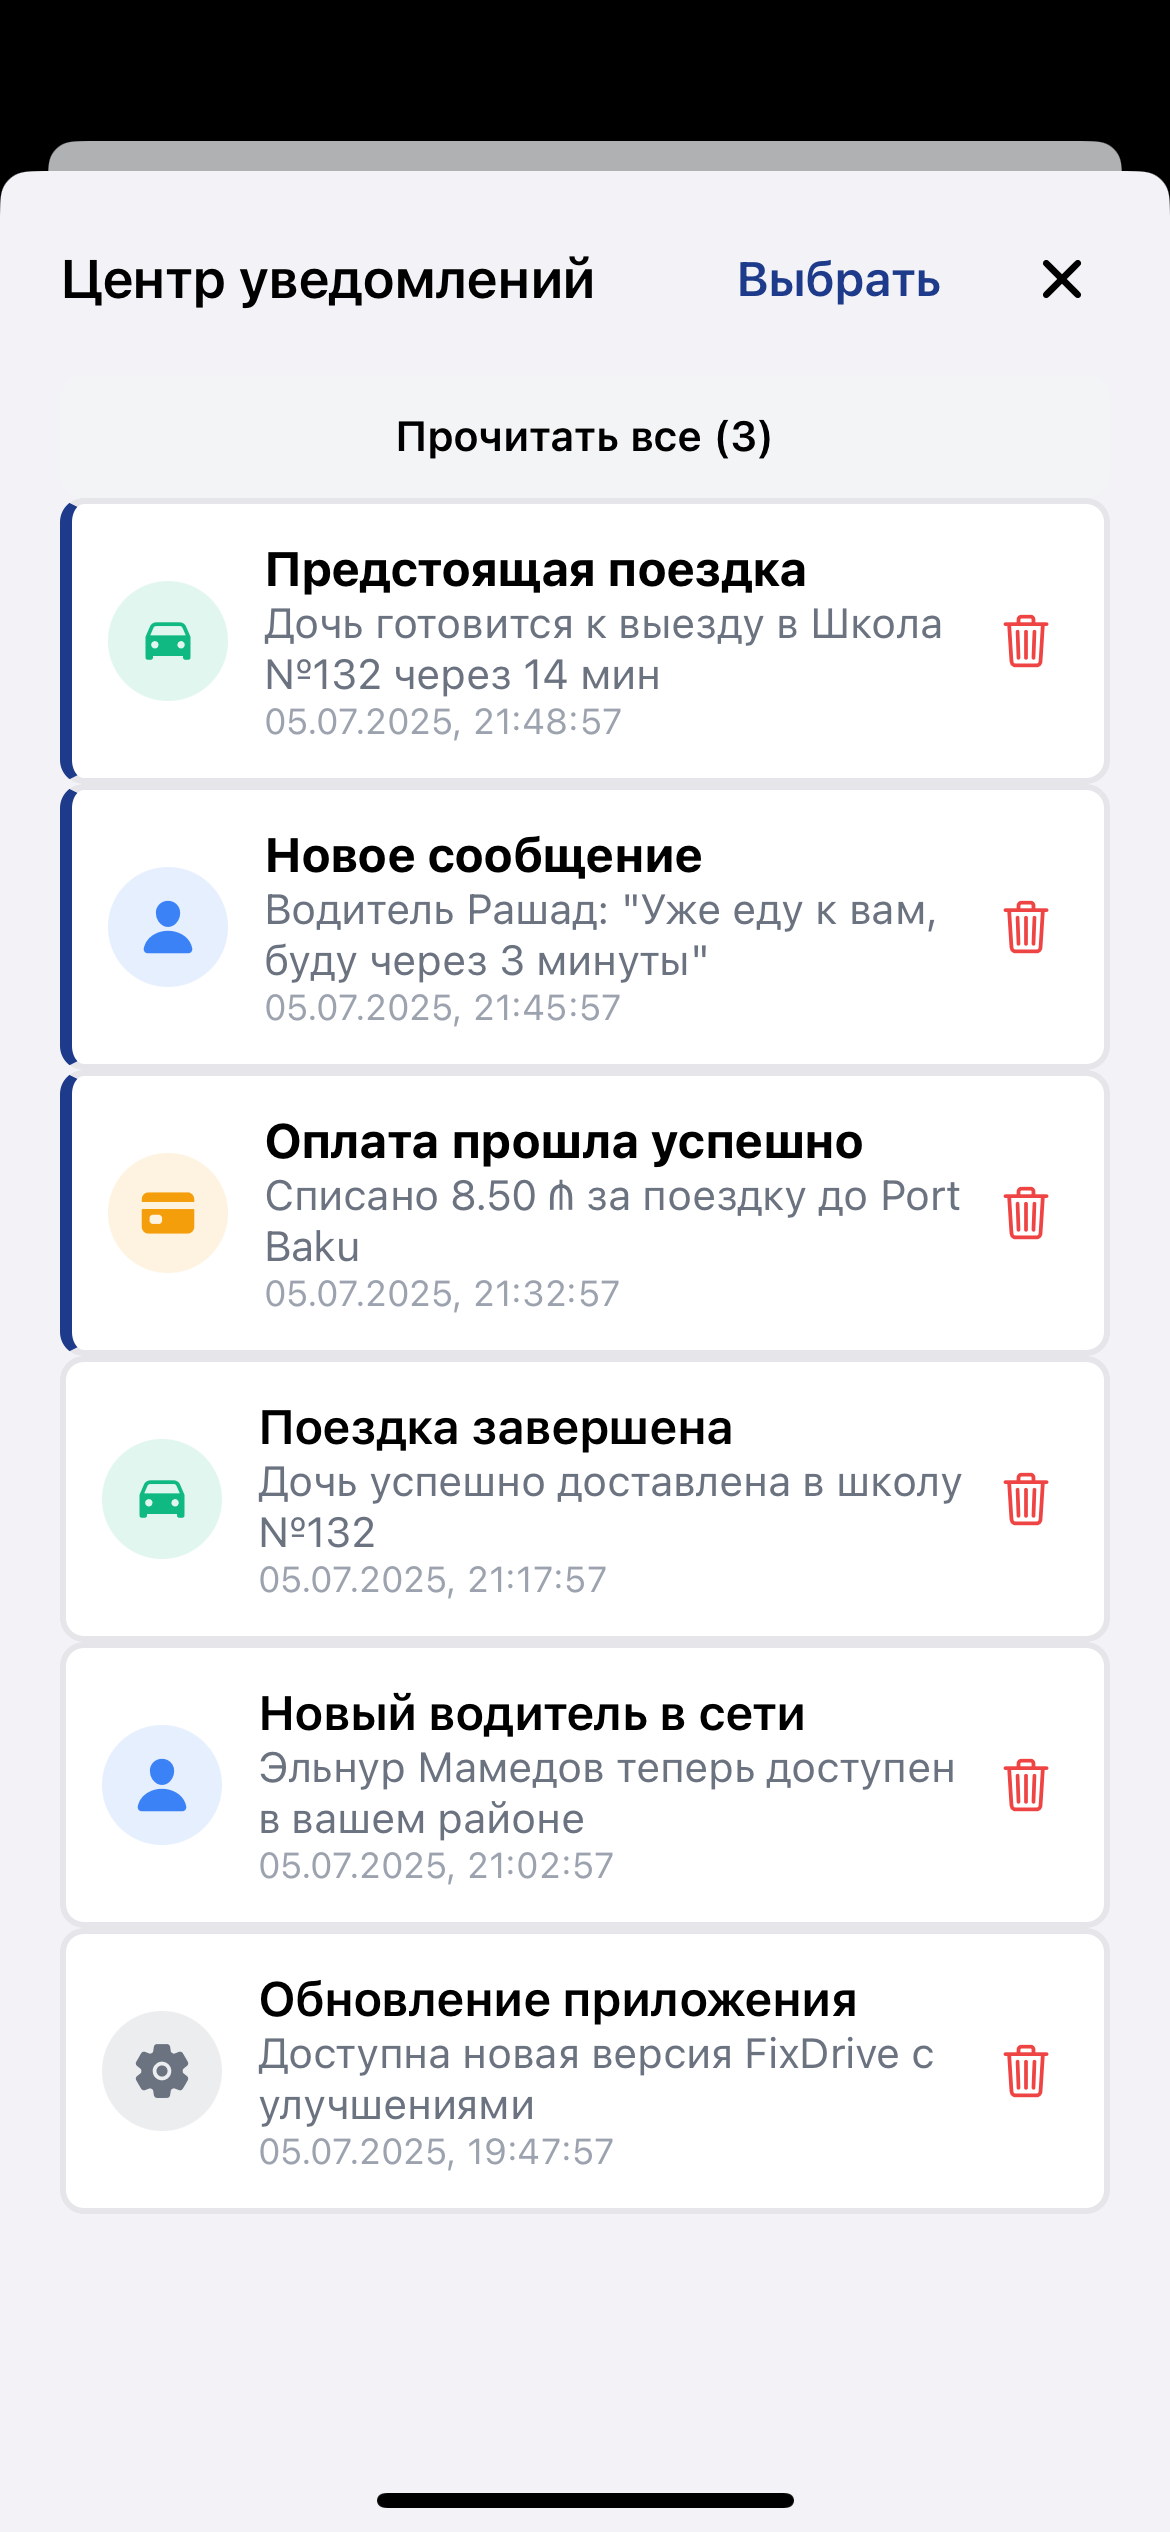 Центр уведомлений
Выбрать
Прочитать все (3)
Предстоящая поездка
Дочь готовится к выезду в Школа
№132 через 14 мин
05.07.2025, 21:48:57
Новое сообщение
Водитель Рашад: "Уже еду к вам,
буду через 3 минуты"
05.07.2025, 21:45:57
Оплата прошла успешно
Списано 8.50 ₼ за поездку до Port
Baku
05.07.2025, 21:32:57
Поездка завершена
Дочь успешно доставлена в школу
№132
05.07.2025, 21:17:57
Новый водитель в сети
Эльнур Мамедов теперь доступен
в вашем районе
05.07.2025, 21:02:57
Обновление приложения
Доступна новая версия FixDrive с
улучшениями
05.07.2025, 19:47:57